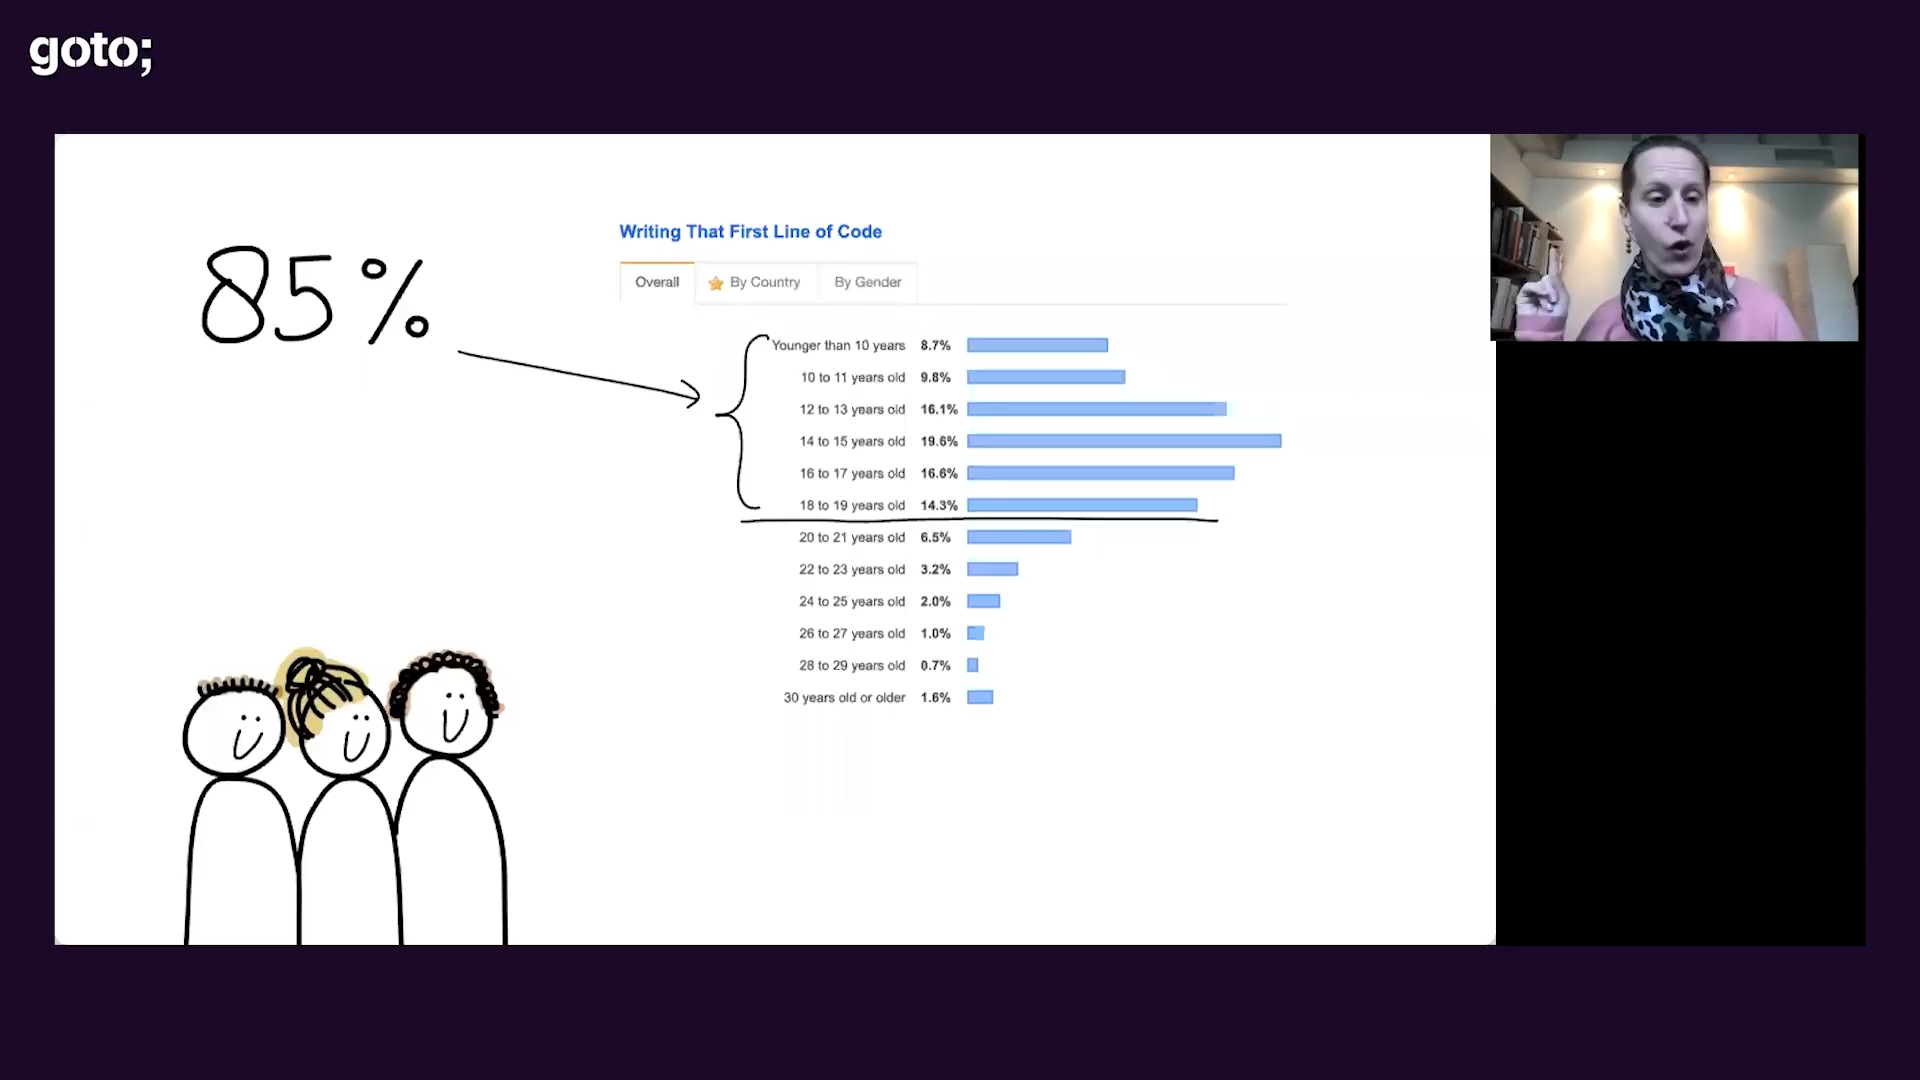 goto;
85%
Writing That First Line of Code
Overall By Country By Gender
Younger than 10 years 8.7%
10 to 11 years old 9.8%
12 to 13 years old 16.1%
14 to 15 years old 19.6%
16 to 17 years old 16.6%
18 to 19 years old 14.3%
20 to 21 years old 6.5%
22 to 23 years old 3.2%
24 to 25 years old 2.0%
26 to 27 years old 1.0%
28 to 29 years old 0.7%
30 years old or older 1.6%